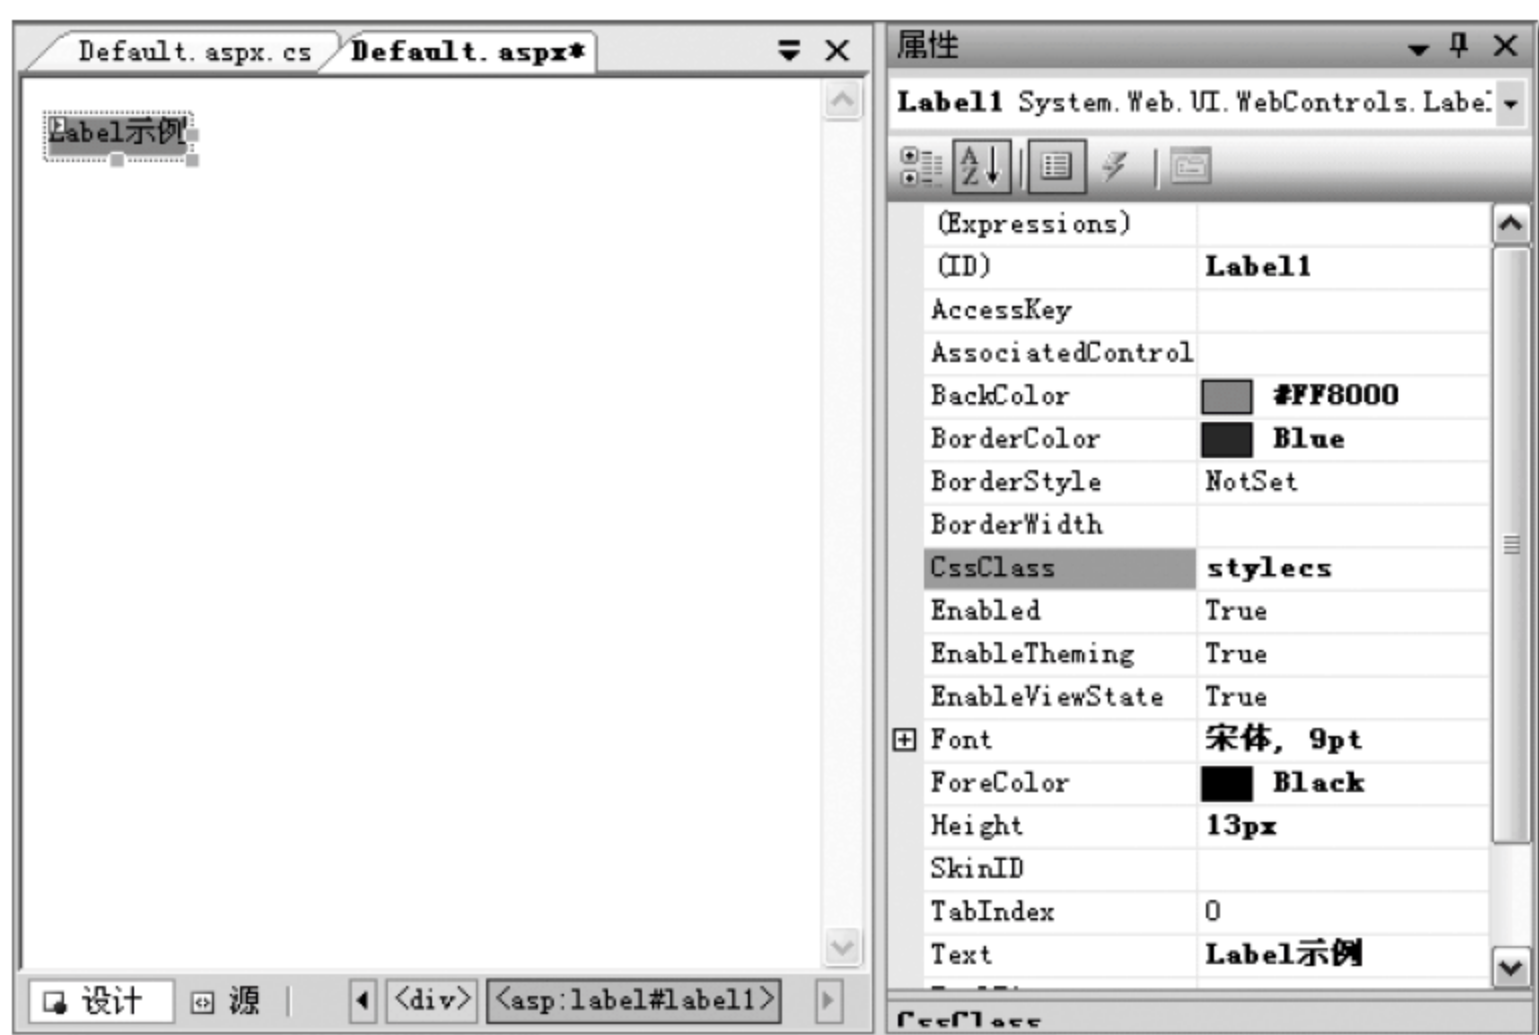 Default.aspx.cs
Default.aspx*
Label示例
设计
源
<div>
<asp:label#label1>
属性
Label1 System.Web.UI.WebControls.Label
(Expressions)
(ID) Label1
AccessKey
AssociatedControl
BackColor #FF8000
BorderColor Blue
BorderStyle NotSet
BorderWidth
CssClass stylecs
Enabled True
EnableTheming True
EnableViewState True
Font 宋体, 9pt
ForeColor Black
Height 13px
SkinID
TabIndex 0
Text Label示例
CssClass